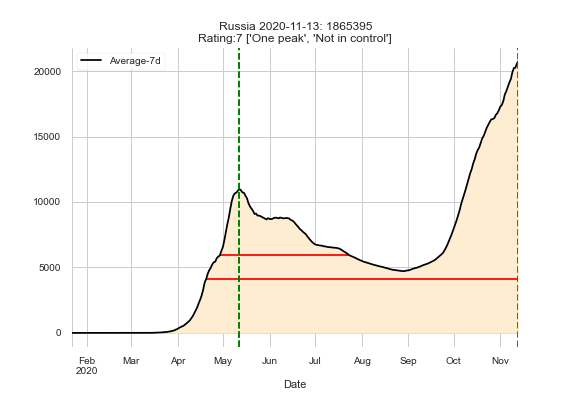 Russia 2020-11-13: 1865395
Rating:7 ['One peak', 'Not in control']
Average-7d
20000
15000
10000
5000
0
Feb Mar Apr May Jun Jul Aug Sep Oct Nov
2020
Date